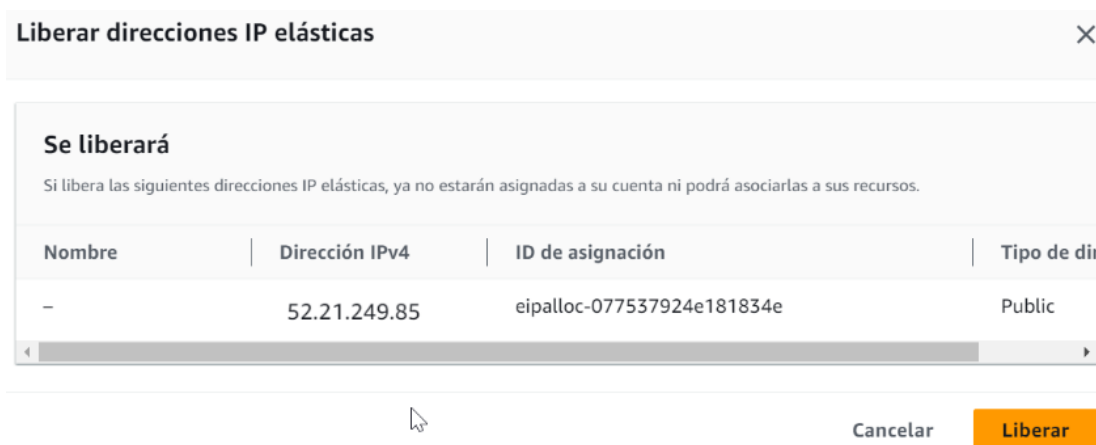 Liberar direcciones IP elásticas
Se liberará
Si libera las siguientes direcciones IP elásticas, ya no estarán asignadas a su cuenta ni podrá asociarlas a sus recursos.
Nombre Dirección IPv4 ID de asignación Tipo de dir
– 52.21.249.85 eipalloc-077537924e181834e Public
Cancelar Liberar